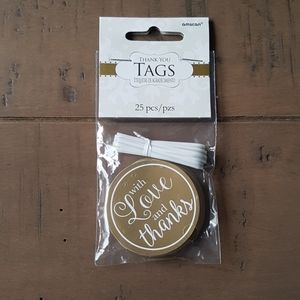 amscan
THANK YOU
TAGS
25 pcs/pzs
with
Love
and
thanks